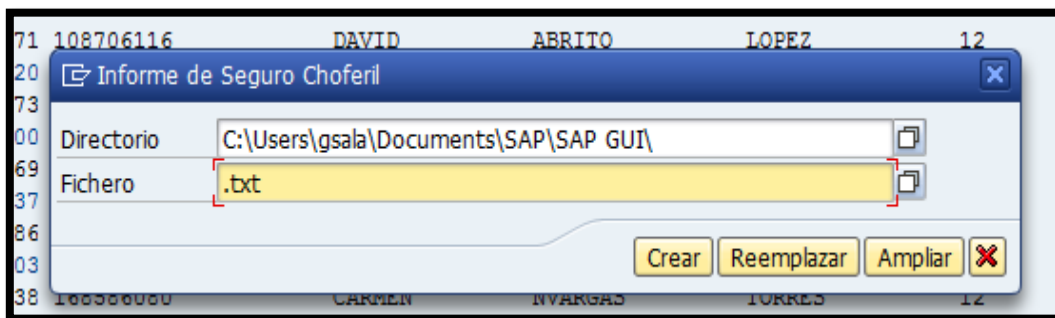 71 108706116 DAVID ABRITO LOPEZ 12
20
Informe de Seguro Choferil
73
00
Directorio C:\Users\gsala\Documents\SAP\SAP GUI\
69
Fichero .txt
37
86
Crear Reemplazar Ampliar
03
38 168586080 CARMEN NVARGAS TORRES 12